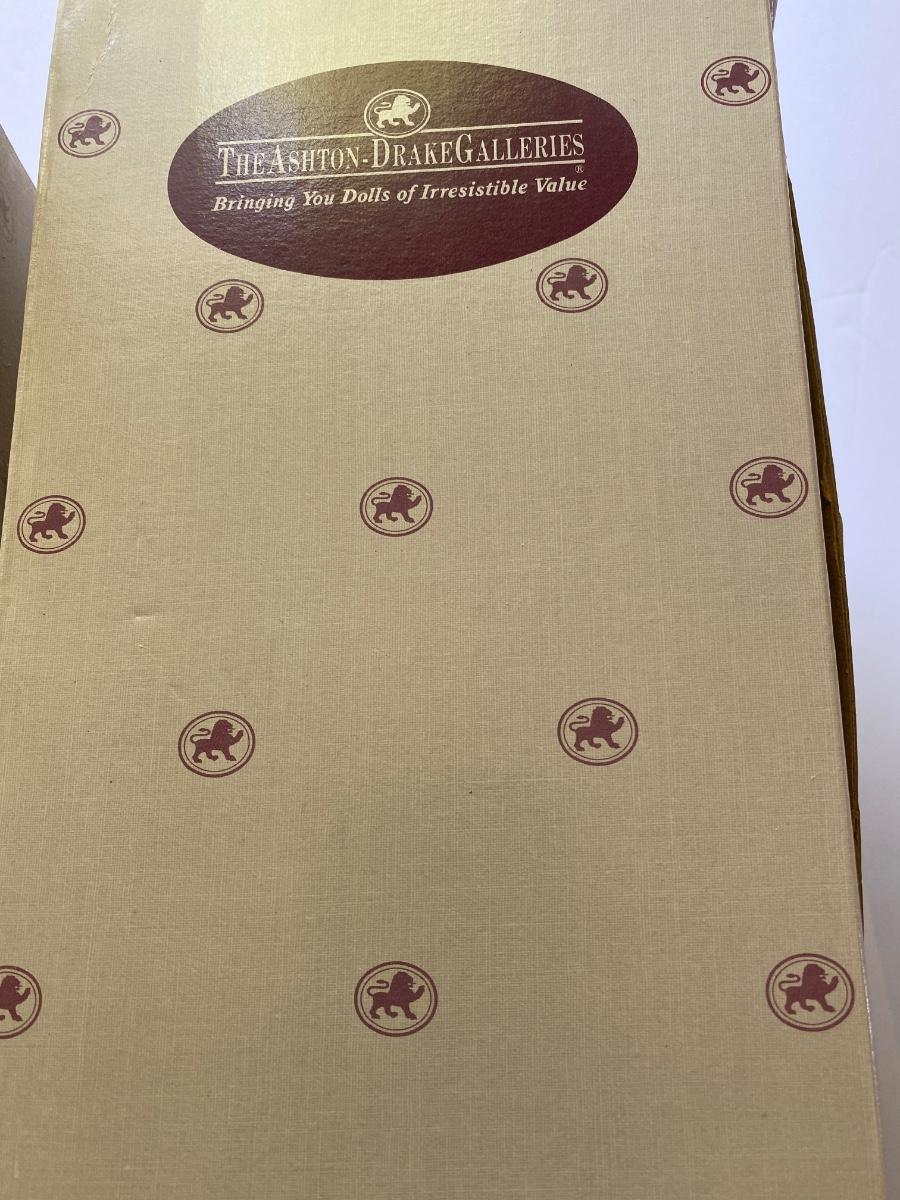 The Ashton-Drake Galleries
®
Bringing You Dolls of Irresistible Value